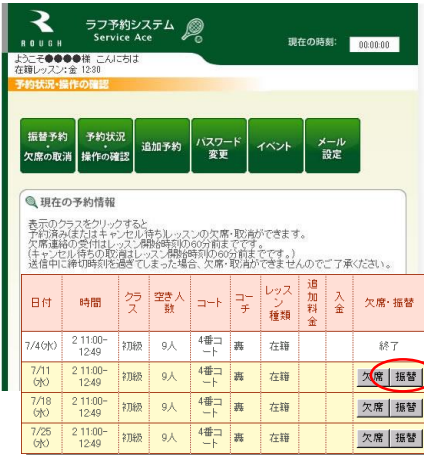 ROUGH
ラフ予約システム
Service Ace
現在の時刻: 00:00:00
ようこそ●●●●様 こんにちは
在籍レッスン:金 12:30
予約状況・操作の確認
振替予約・欠席の取消
予約状況・操作の確認
追加予約
パスワード変更
イベント
メール設定
現在の予約情報
表示のクラスをクリックすると
予約済み(またはキャンセル待ち)レッスンの欠席・取消ができます。
欠席連絡の受付はレッスン開始時刻の60分前までです。
(キャンセル待ちの取消はレッスン開始時刻の60分前までです。)
送信中に締切時刻を過ぎてしまった場合、欠席・取消ができませんのでご了承ください。
日付 時間 クラス 空き人数 コート コーチ レッスン種類 追加料金 入金 欠席・振替
7/4(水) 2 11:00-12:49 初級 9人 4番コート 轟 在籍 終了
7/11(水) 2 11:00-12:49 初級 9人 4番コート 轟 在籍 欠席 振替
7/18(水) 2 11:00-12:49 初級 9人 4番コート 轟 在籍 欠席 振替
7/25(水) 2 11:00-12:49 初級 9人 4番コート 轟 在籍 欠席 振替